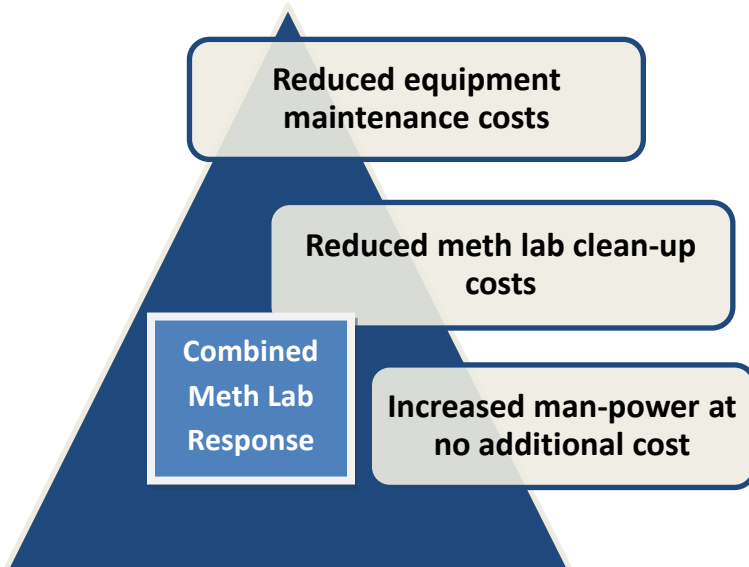 Reduced equipment
maintenance costs
Reduced meth lab clean-up
costs
Combined
Meth Lab
Response
Increased man-power at
no additional cost